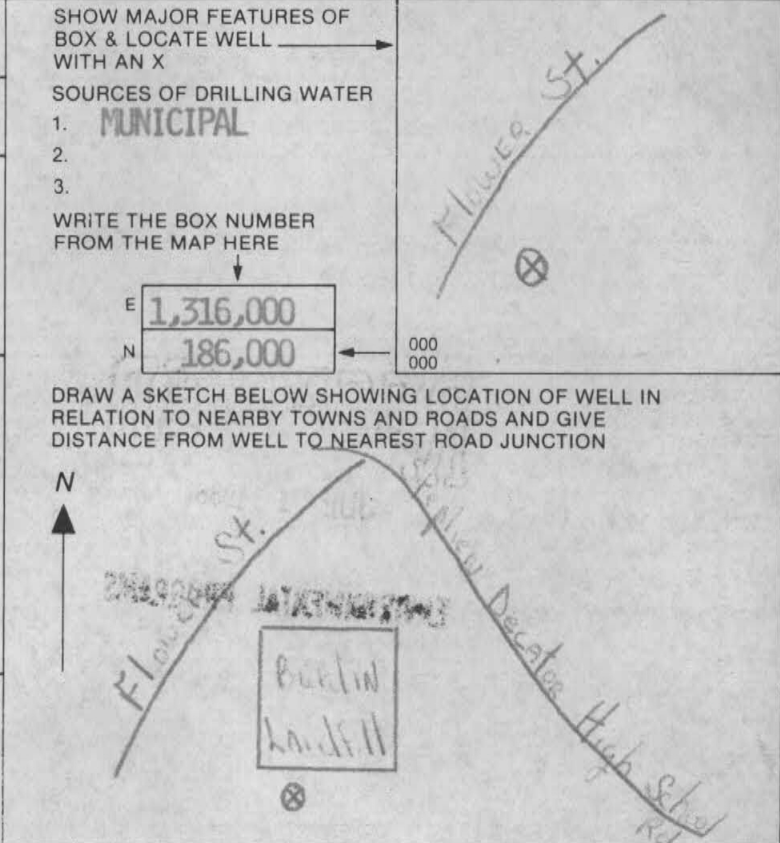 SHOW MAJOR FEATURES OF
BOX & LOCATE WELL
WITH AN X
SOURCES OF DRILLING WATER
1. MUNICIPAL
2.
3.
WRITE THE BOX NUMBER
FROM THE MAP HERE
E 1,316,000
N 186,000
000
000
Flower St.
DRAW A SKETCH BELOW SHOWING LOCATION OF WELL IN
RELATION TO NEARBY TOWNS AND ROADS AND GIVE
DISTANCE FROM WELL TO NEAREST ROAD JUNCTION
N
Flower St.
ENVIRONMENTAL PROGRAMS
Berlin
Landfill
Decator High School
Rd